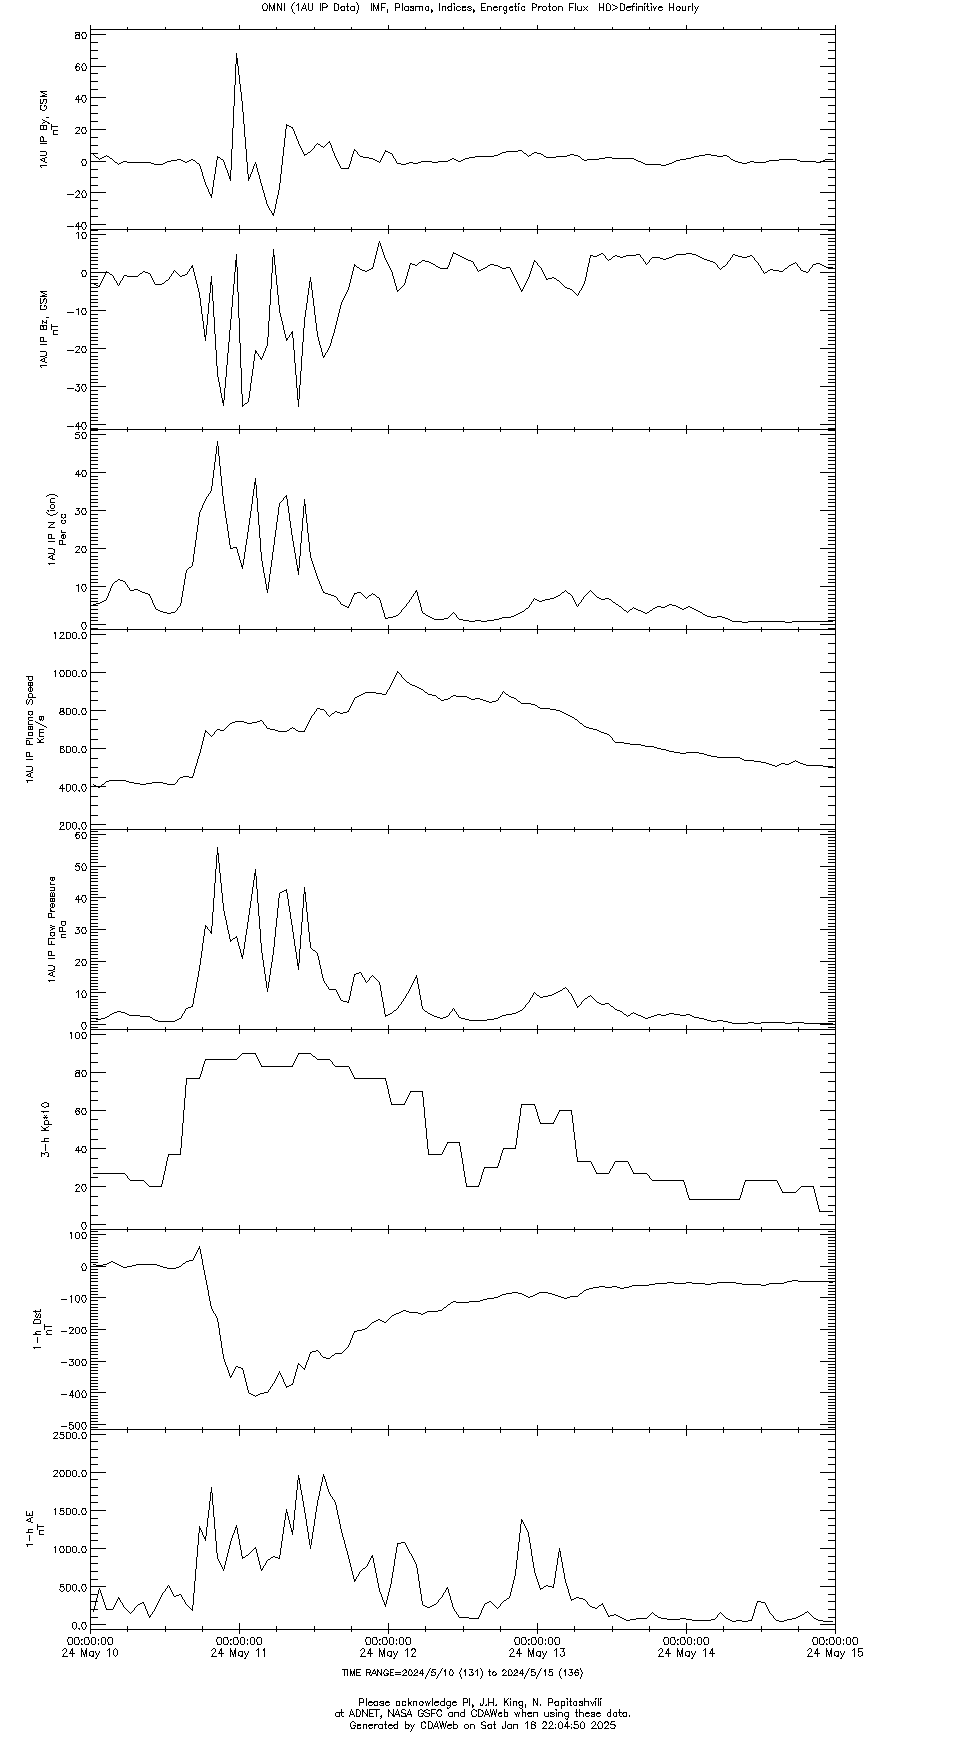 OMNI (1AU IP Data) IMF, Plasma, Indices, Energetic Proton Flux HD>Definitive Hourly
80
60
40
20
0
-20
-40
1AU IP By, GSM
nT
10
0
-10
-20
-30
-40
1AU IP Bz, GSM
nT
50
40
30
20
10
0
1AU IP N (ion)
Per cc
1200.0
1000.0
800.0
600.0
400.0
200.0
1AU IP Plasma Speed
Km/s
60
50
40
30
20
10
0
1AU IP Flow Pressure
nPa
100
80
60
40
20
0
3-h Kp*10
100
0
-100
-200
-300
-400
-500
1-h Dst
nT
2500.0
2000.0
1500.0
1000.0
500.0
0.0
1-h AE
nT
00:00:00 00:00:00 00:00:00 00:00:00 00:00:00 00:00:00
24 May 10 24 May 11 24 May 12 24 May 13 24 May 14 24 May 15
TIME RANGE=2024/5/10 (131) to 2024/5/15 (136)
Please acknowledge PI, J.H. King, N. Papitashvili
at ADNET, NASA GSFC and CDAWeb when using these data.
Generated by CDAWeb on Sat Jan 18 22:04:50 2025